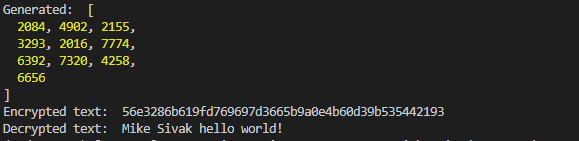 Generated:  [
  2084, 4902, 2155,
  3293, 2016, 7774,
  6392, 7320, 4258,
  6656
]
Encrypted text:  56e3286b619fd769697d3665b9a0e4b60d39b535442193
Decrypted text:  Mike Sivak hello world!